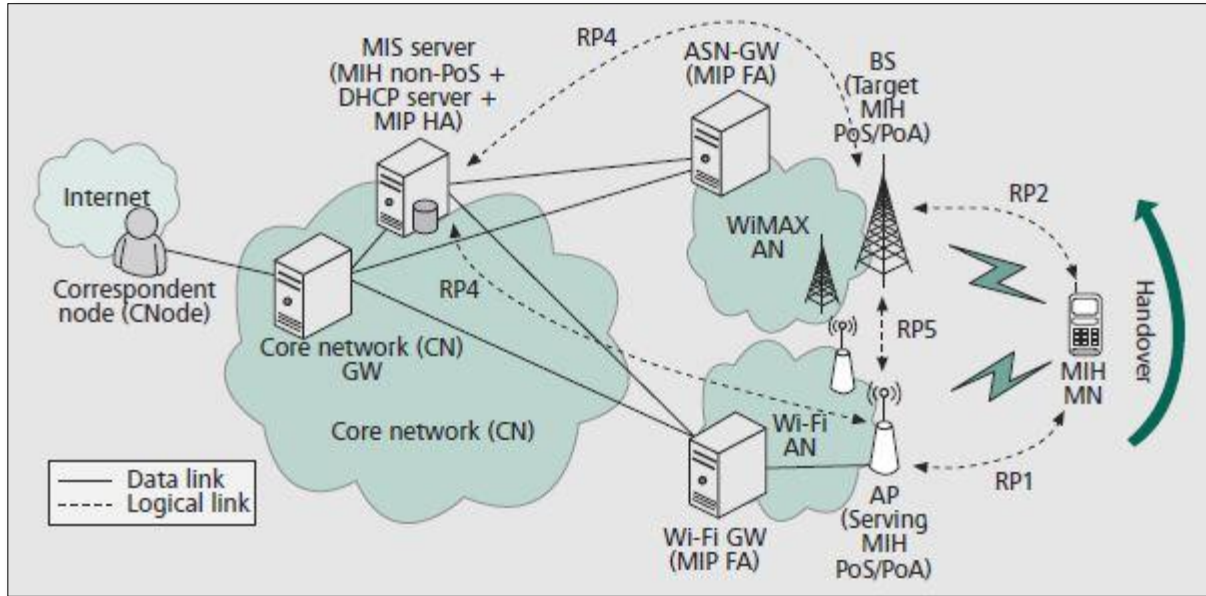 RP4
MIS server
(MIH non-PoS +
DHCP server +
MIP HA)
ASN-GW
(MIP FA)
BS
(Target
MIH
PoS/PoA)
Internet
WiMAX
AN
RP2
Correspondent
node (CNode)
RP4
RP5
Handover
Core network (CN)
GW
MIH
MN
Core network (CN)
Wi-Fi
AN
Data link
Logical link
RP1
Wi-Fi GW
(MIP FA)
AP
(Serving
MIH
PoS/PoA)